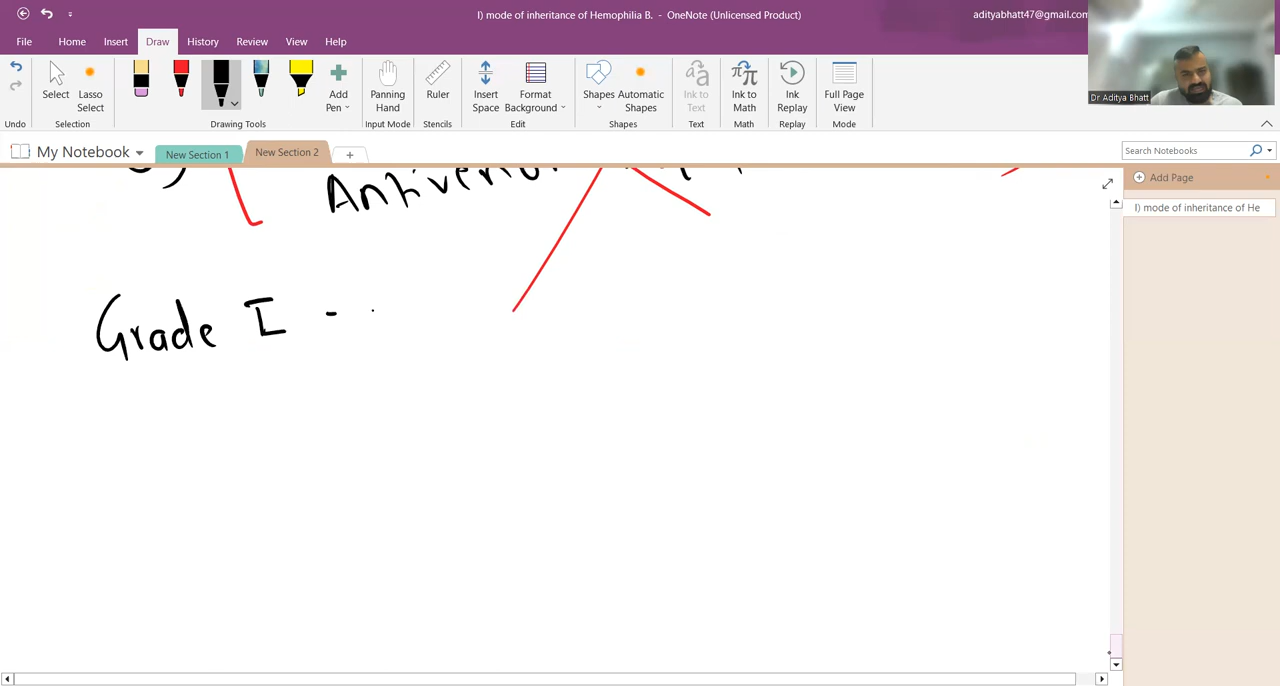 I) mode of inheritance of Hemophilia B. - OneNote (Unlicensed Product)
adityabhatt47@gmail.com
File Home Insert Draw History Review View Help
Undo
Select
Lasso Select
Add Pen
Panning Hand
Ruler
Insert Space
Format Background
Shapes
Automatic Shapes
Ink to Text
Ink to Math
Ink Replay
Full Page View
Dr Aditya Bhatt
Undo Selection Drawing Tools Input Mode Stencils Edit Shapes Text Math Replay Mode
My Notebook New Section 1 New Section 2
Search Notebooks
Add Page
I) mode of inheritance of He
Grade I -